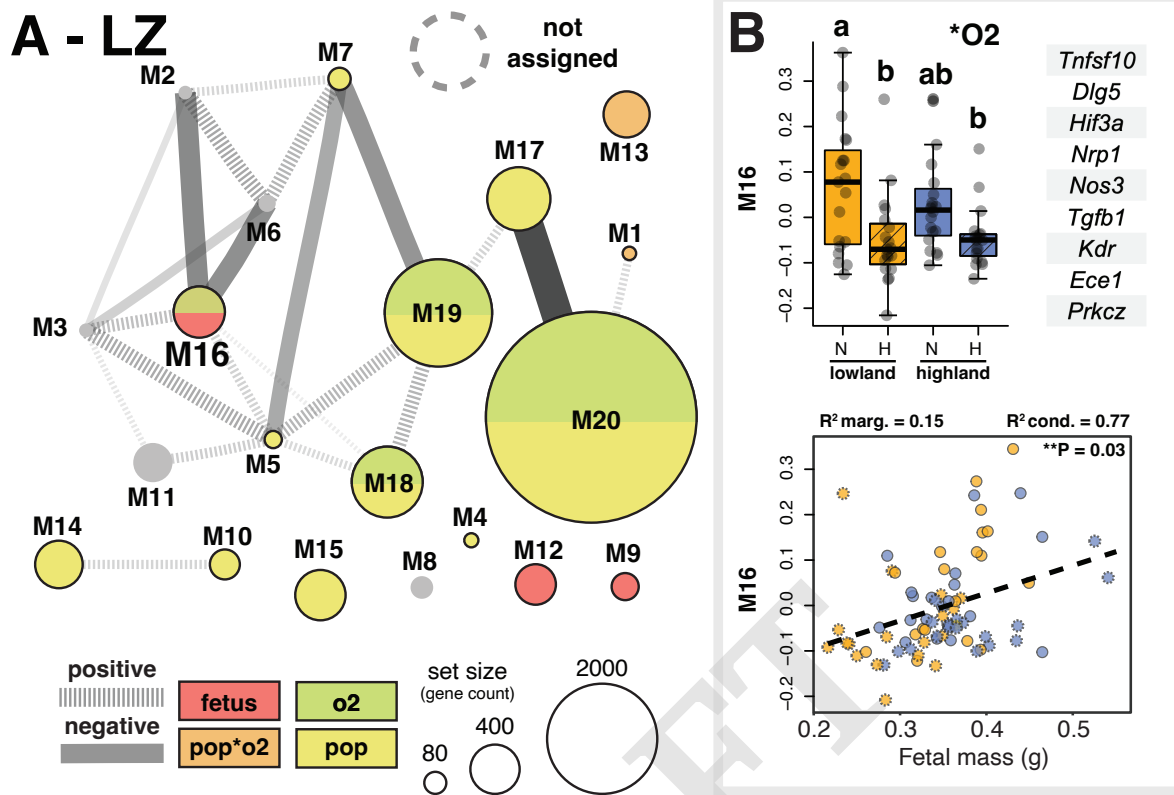 A - LZ
not
assigned
M2
M7
M13
M17
M6
M1
M3
M16
M19
M20
M5
M11
M18
M14
M10
M15
M4
M8
M12
M9
positive
negative
fetus
o2
pop*o2
pop
set size
(gene count)
80
400
2000
B
*O2
a
b
ab
b
M16
0.3
0.2
0.1
0.0
−0.1
−0.2
N
H
N
H
lowland
highland
Tnfsf10
Dlg5
Hif3a
Nrp1
Nos3
Tgfb1
Kdr
Ece1
Prkcz
R² marg. = 0.15
R² cond. = 0.77
**P = 0.03
M16
0.3
0.2
0.1
0.0
−0.1
−0.2
0.2
0.3
0.4
0.5
Fetal mass (g)
FT